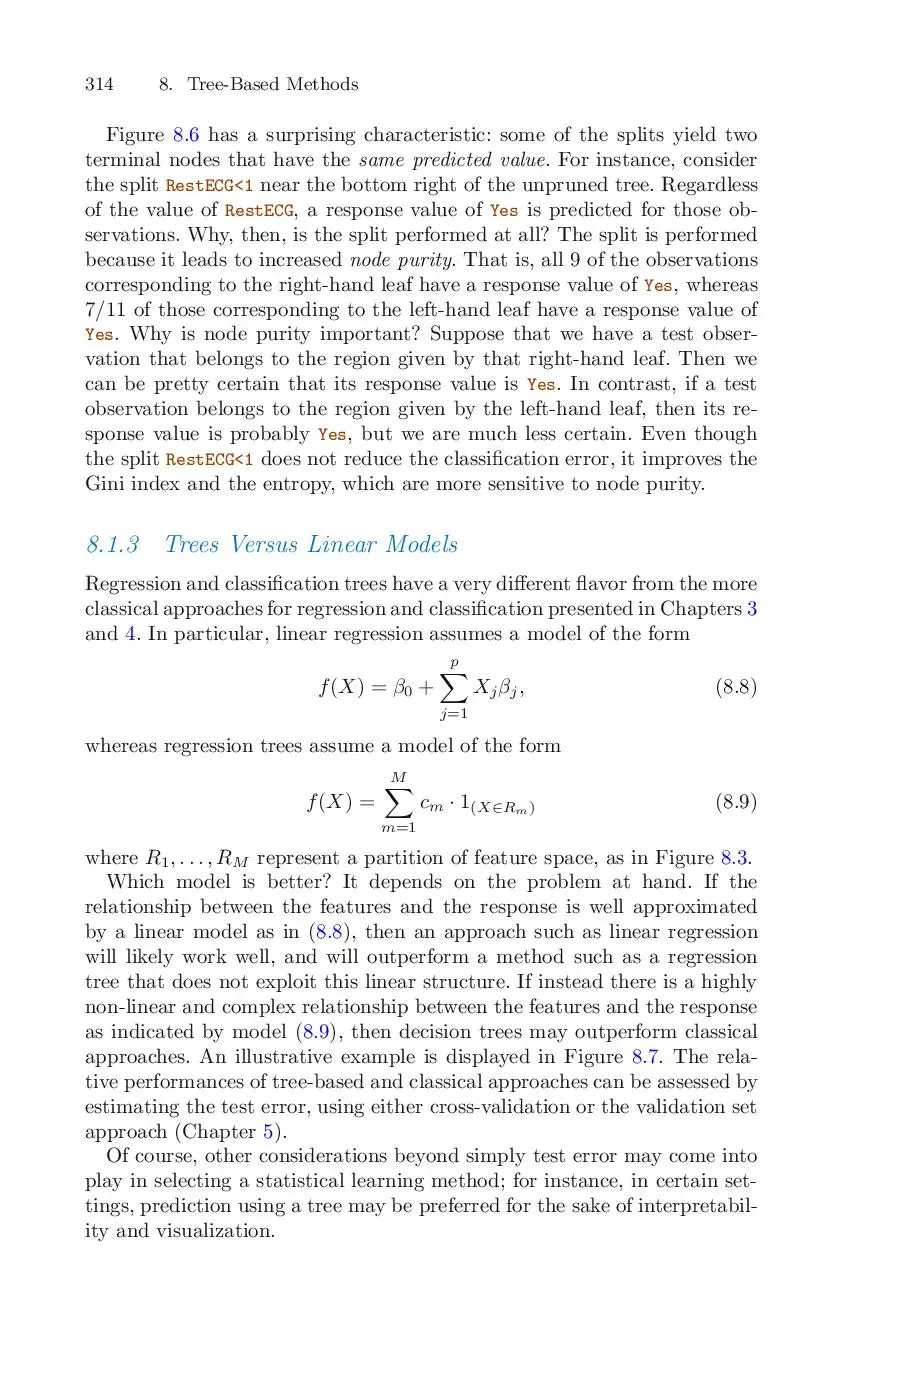 314 8. Tree-Based Methods
Figure 8.6 has a surprising characteristic: some of the splits yield two
terminal nodes that have the same predicted value. For instance, consider
the split RestECG<1 near the bottom right of the unpruned tree. Regardless
of the value of RestECG, a response value of Yes is predicted for those ob-
servations. Why, then, is the split performed at all? The split is performed
because it leads to increased node purity. That is, all 9 of the observations
corresponding to the right-hand leaf have a response value of Yes, whereas
7/11 of those corresponding to the left-hand leaf have a response value of
Yes. Why is node purity important? Suppose that we have a test obser-
vation that belongs to the region given by that right-hand leaf. Then we
can be pretty certain that its response value is Yes. In contrast, if a test
observation belongs to the region given by the left-hand leaf, then its re-
sponse value is probably Yes, but we are much less certain. Even though
the split RestECG<1 does not reduce the classification error, it improves the
Gini index and the entropy, which are more sensitive to node purity.
8.1.3 Trees Versus Linear Models
Regression and classification trees have a very different flavor from the more
classical approaches for regression and classification presented in Chapters 3
and 4. In particular, linear regression assumes a model of the form
f(X) = β₀ + ∑_{j=1}^{p} X_jβ_j, (8.8)
whereas regression trees assume a model of the form
f(X) = ∑_{m=1}^{M} c_m · 1_{(X∈R_m)} (8.9)
where R₁, . . . , R_M represent a partition of feature space, as in Figure 8.3.
Which model is better? It depends on the problem at hand. If the
relationship between the features and the response is well approximated
by a linear model as in (8.8), then an approach such as linear regression
will likely work well, and will outperform a method such as a regression
tree that does not exploit this linear structure. If instead there is a highly
non-linear and complex relationship between the features and the response
as indicated by model (8.9), then decision trees may outperform classical
approaches. An illustrative example is displayed in Figure 8.7. The rela-
tive performances of tree-based and classical approaches can be assessed by
estimating the test error, using either cross-validation or the validation set
approach (Chapter 5).
Of course, other considerations beyond simply test error may come into
play in selecting a statistical learning method; for instance, in certain set-
tings, prediction using a tree may be preferred for the sake of interpretabil-
ity and visualization.